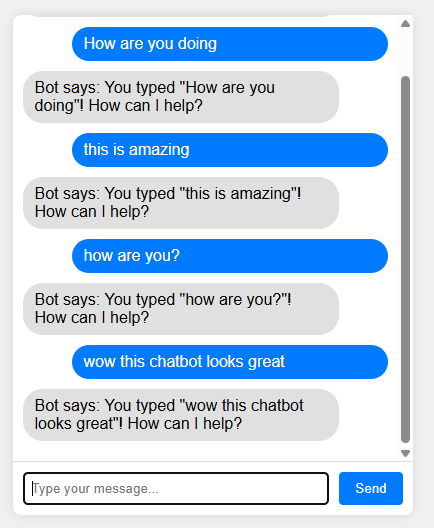 How are you doing
Bot says: You typed "How are you
doing"! How can I help?
this is amazing
Bot says: You typed "this is amazing"!
How can I help?
how are you?
Bot says: You typed "how are you?"!
How can I help?
wow this chatbot looks great
Bot says: You typed "wow this chatbot
looks great"! How can I help?
Type your message...
Send